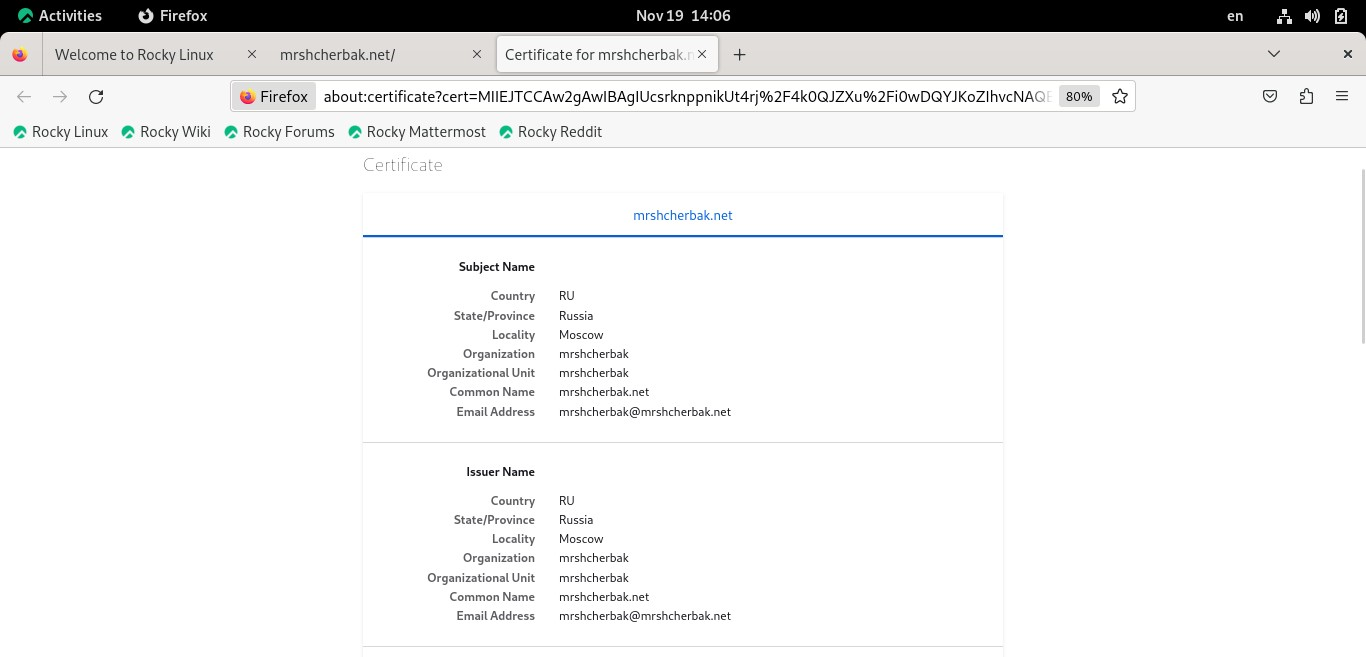 Activities Firefox Nov 19 14:06 en
Welcome to Rocky Linux mrshcherbak.net/ Certificate for mrshcherbak.n
Firefox about:certificate?cert=MIIEJTCCAw2gAwIBAgIUcsrknppnikUt4rj%2F4k0QJZXu%2Fi0wDQYJKoZIhvcNAQE 80%
Rocky Linux Rocky Wiki Rocky Forums Rocky Mattermost Rocky Reddit
Certificate
mrshcherbak.net
Subject Name
Country RU
State/Province Russia
Locality Moscow
Organization mrshcherbak
Organizational Unit mrshcherbak
Common Name mrshcherbak.net
Email Address mrshcherbak@mrshcherbak.net
Issuer Name
Country RU
State/Province Russia
Locality Moscow
Organization mrshcherbak
Organizational Unit mrshcherbak
Common Name mrshcherbak.net
Email Address mrshcherbak@mrshcherbak.net